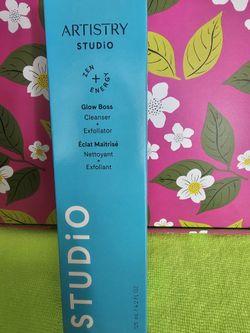 ARTISTRY
STUDiO
ZEN + ENERGY
Glow Boss
Cleanser
+
Exfoliator
Éclat Maîtrisé
Nettoyant
+
Exfoliant
STUDiO